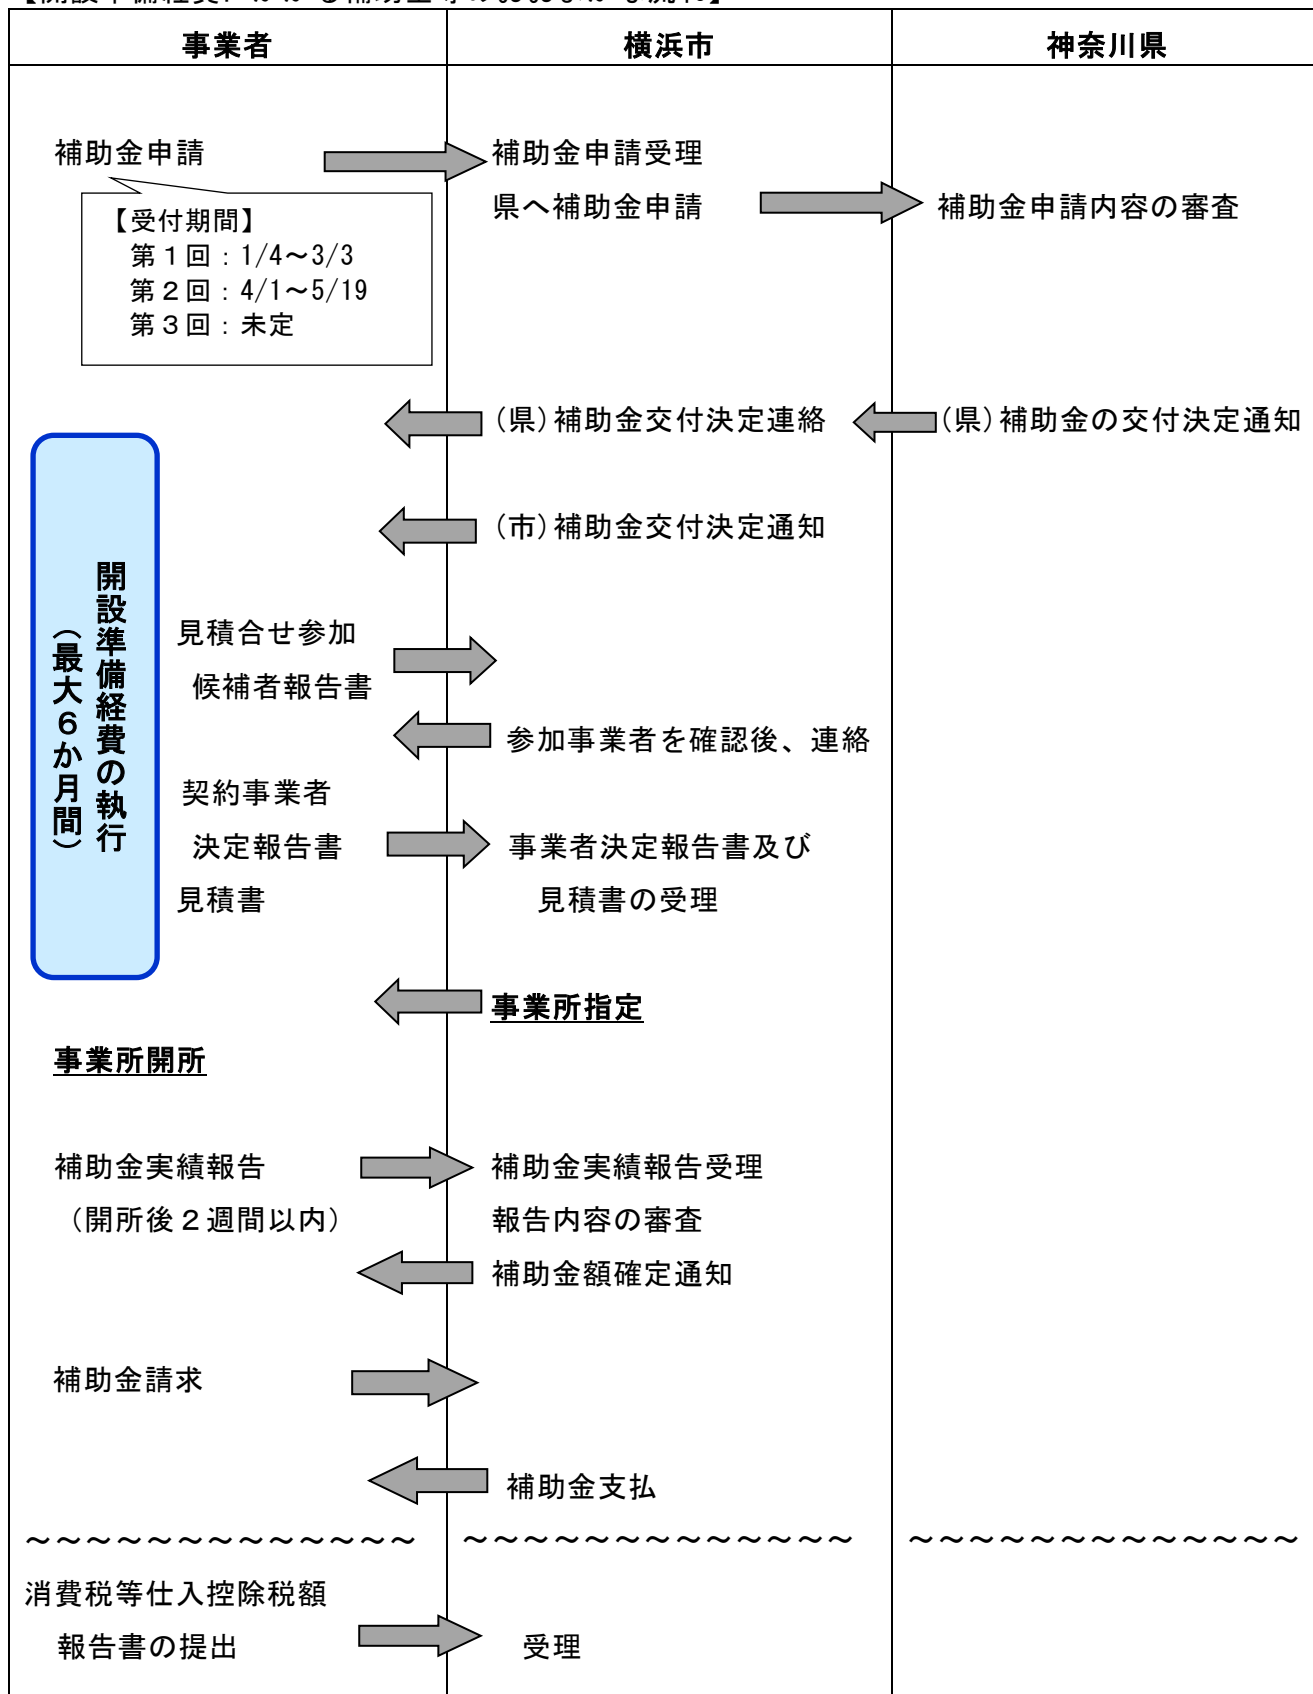 事業者
横浜市
神奈川県
補助金申請
補助金申請受理
県へ補助金申請
補助金申請内容の審査
【受付期間】
第１回：1/4～3/3
第２回：4/1～5/19
第３回：未定
(県)補助金交付決定連絡
(県)補助金の交付決定通知
(市)補助金交付決定通知
開設準備経費の執行
（最大６か月間）
見積合せ参加
候補者報告書
参加事業者を確認後、連絡
契約事業者
決定報告書
見積書
事業者決定報告書及び
見積書の受理
事業所指定
事業所開所
補助金実績報告
（開所後２週間以内）
補助金実績報告受理
報告内容の審査
補助金額確定通知
補助金請求
補助金支払
～～～～～～～～～～～～～
～～～～～～～～～～～～～
～～～～～～～～～～～～～
消費税等仕入控除税額
報告書の提出
受理